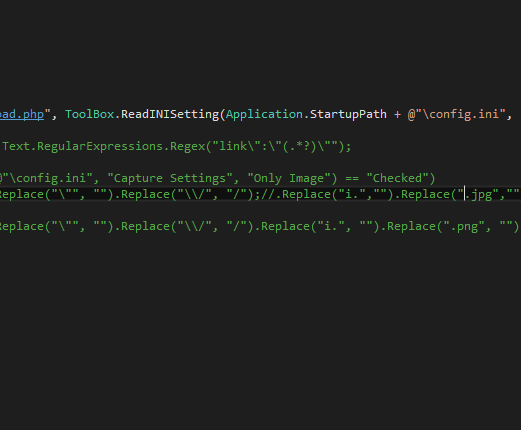 ad.php", ToolBox.ReadINISetting(Application.StartupPath + @"\config.ini",
Text.RegularExpressions.Regex("link\":\"(.*?)\"");
@"\config.ini", "Capture Settings", "Only Image") == "Checked")
Replace("\"", "").Replace("\\/", "/");//.Replace("i.","").Replace(".jpg",""
Replace("\"", "").Replace("\\/", "/").Replace("i.", "").Replace(".png", "")